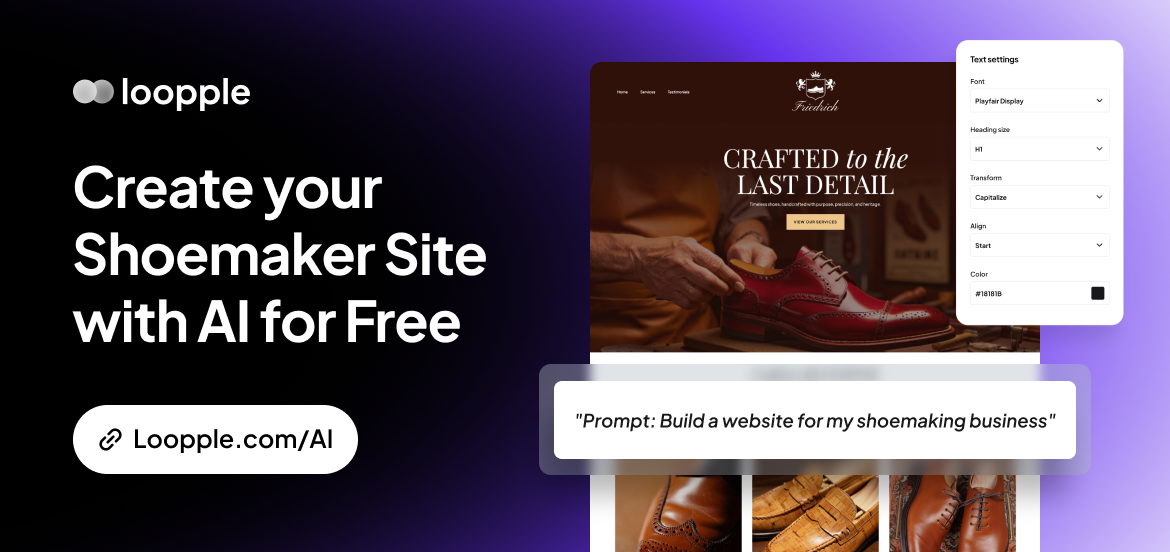 loopple
Create your
Shoemaker Site
with AI for Free
Loopple.com/AI
Home Services Testimonials
Friedrich
CRAFTED to the
LAST DETAIL
Timeless shoes, handcrafted with purpose, precision, and heritage.
VIEW OUR SERVICES
Text settings
Font
Playfair Display
Heading size
H1
Transform
Capitalize
Align
Start
Color
#18181B
"Prompt: Build a website for my shoemaking business"